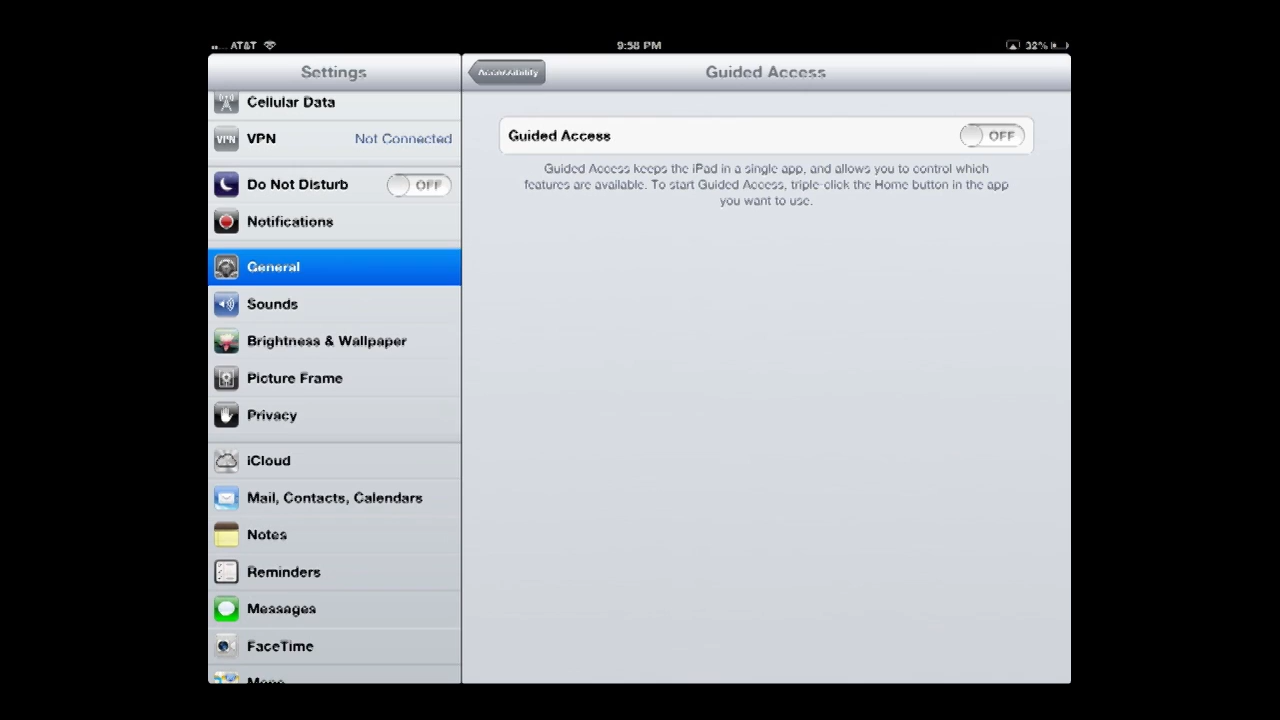 AT&T 9:58 PM 32%
Settings
Cellular Data
VPN Not Connected
Do Not Disturb OFF
Notifications
General
Sounds
Brightness & Wallpaper
Picture Frame
Privacy
iCloud
Mail, Contacts, Calendars
Notes
Reminders
Messages
FaceTime
Maps
Accessibility Guided Access
Guided Access OFF
Guided Access keeps the iPad in a single app, and allows you to control which
features are available. To start Guided Access, triple-click the Home button in the app
you want to use.